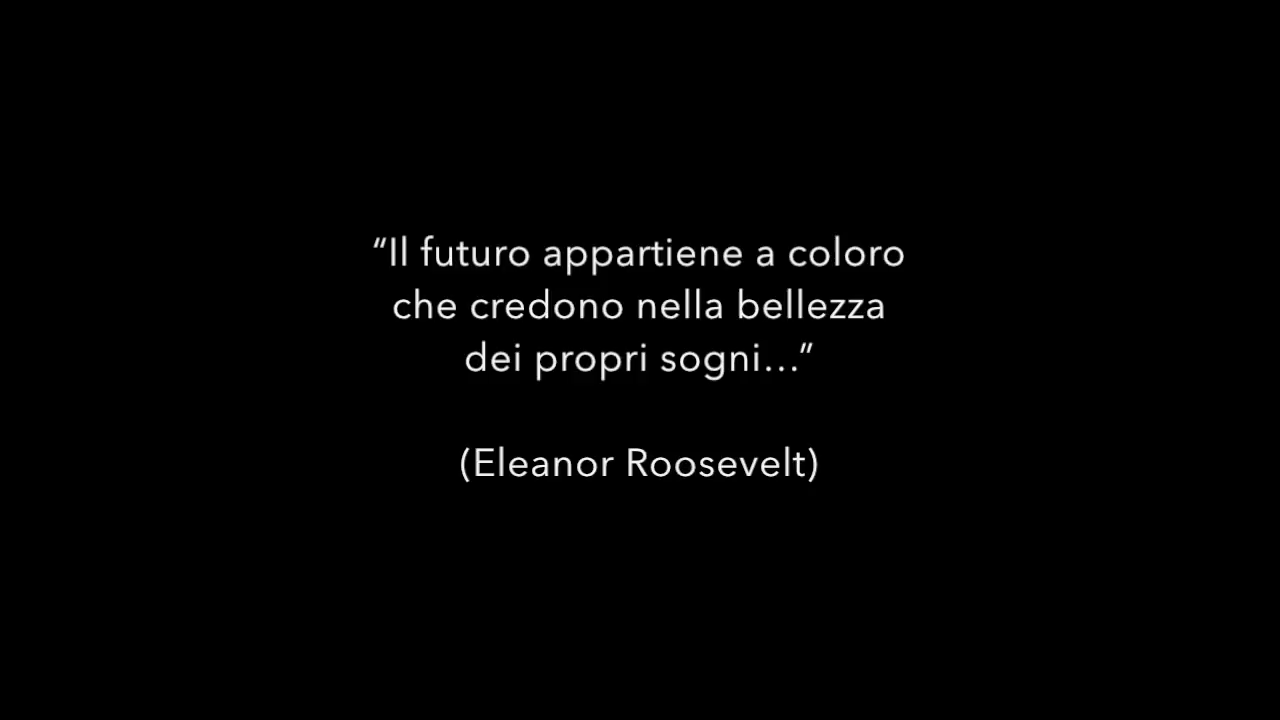 “Il futuro appartiene a coloro
che credono nella bellezza
dei propri sogni...”
(Eleanor Roosevelt)